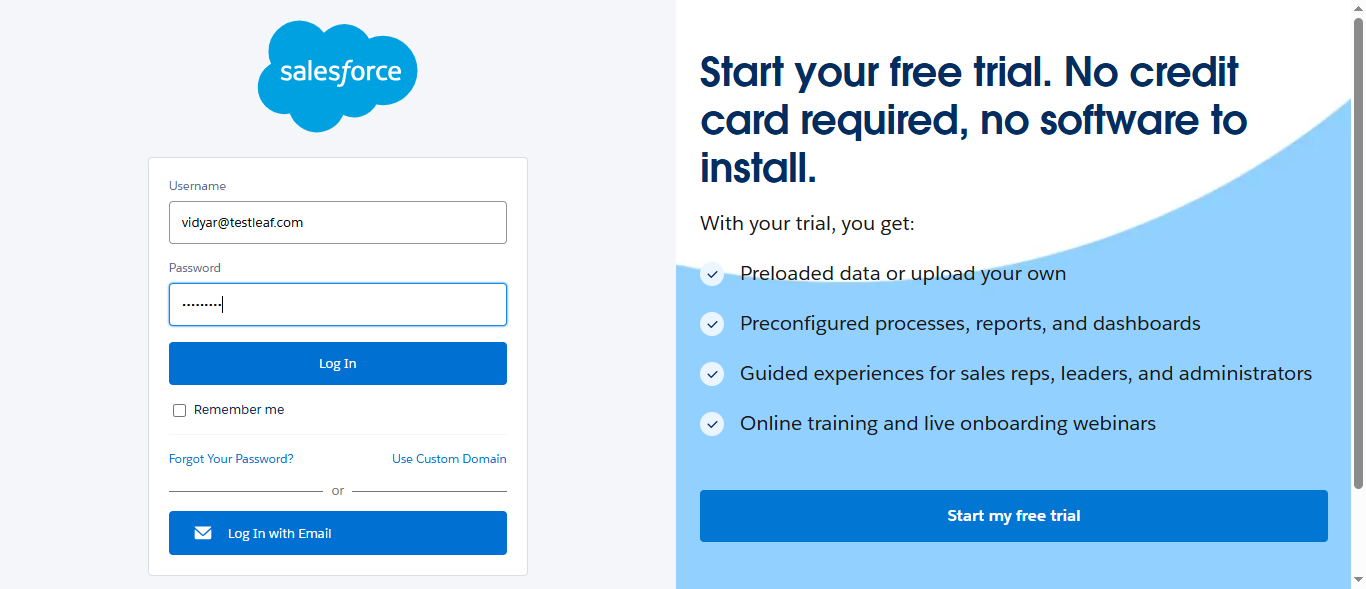 salesforce
Username
vidyar@testleaf.com
Password
•••••••••
Log In
Remember me
Forgot Your Password?
Use Custom Domain
or
Log In with Email
Start your free trial. No credit
card required, no software to
install.
With your trial, you get:
Preloaded data or upload your own
Preconfigured processes, reports, and dashboards
Guided experiences for sales reps, leaders, and administrators
Online training and live onboarding webinars
Start my free trial